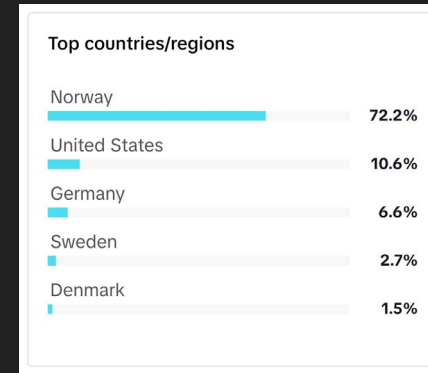 Top countries/regions
Norway
72.2%
United States
10.6%
Germany
6.6%
Sweden
2.7%
Denmark
1.5%